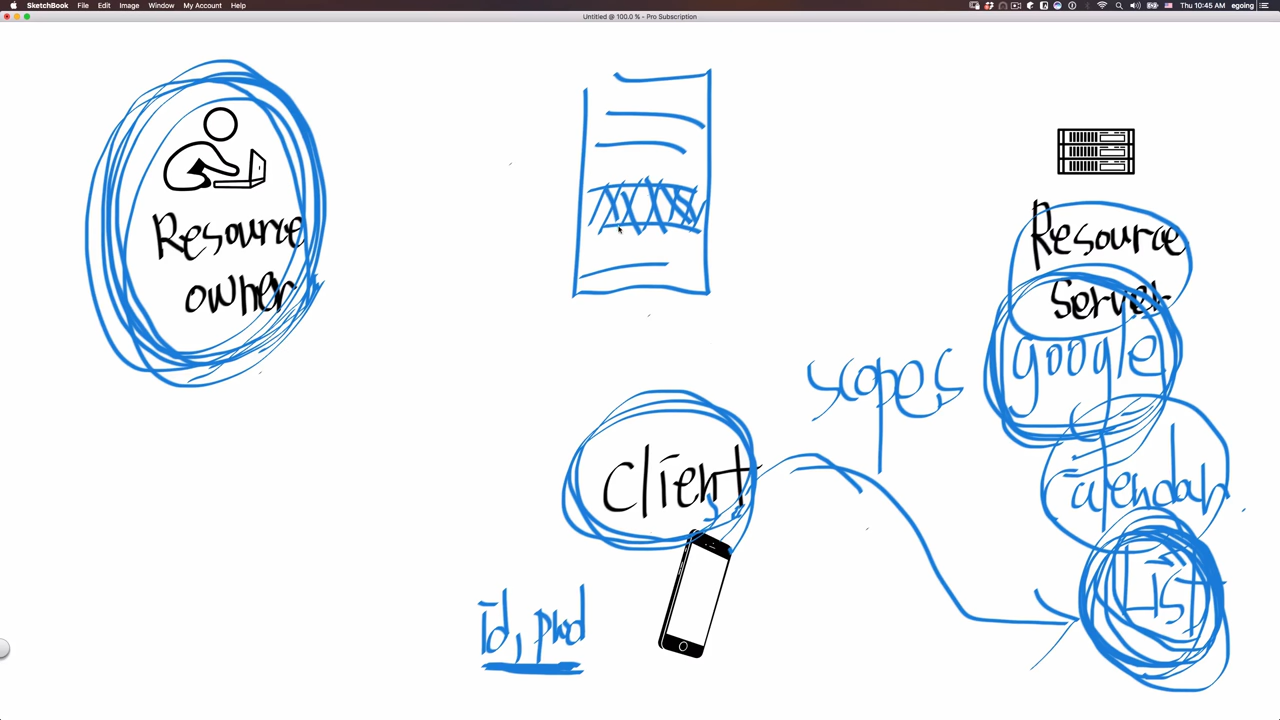 SketchBook File Edit Image Window My Account Help
Thu 10:45 AM egoing
Untitled @ 100.0 % - Pro Subscription
Resource
owner
Resource
Server
google
scopes
Client
Calendar
List
id, pwd